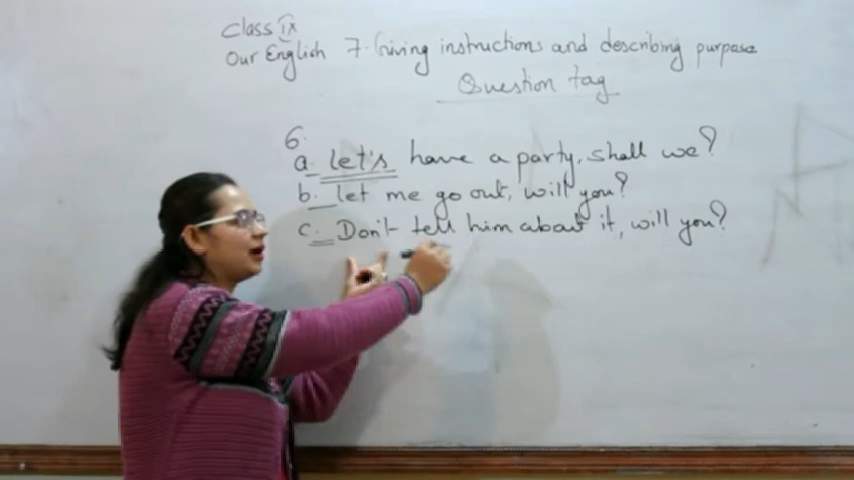 Class IX
Our English 7. Giving instructions and describing purpose
Question tag
6.
a. let's have a party, shall we?
b. let me go out, will you?
c. Don't tell him about it, will you?